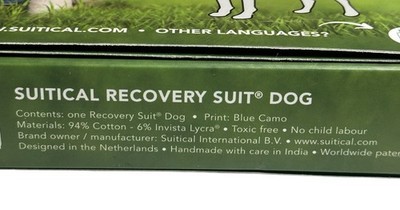 W.SUITICAL.COM • OTHER LANGUAGES?
SUITICAL RECOVERY SUIT® DOG
Contents: one Recovery Suit® Dog • Print: Blue Camo
Materials: 94% Cotton - 6% Invista Lycra® • Toxic free • No child labour
Brand owner / manufacturer: Suitical International B.V. • www.suitical.com
Designed in the Netherlands • Handmade with care in India • Worldwide paten